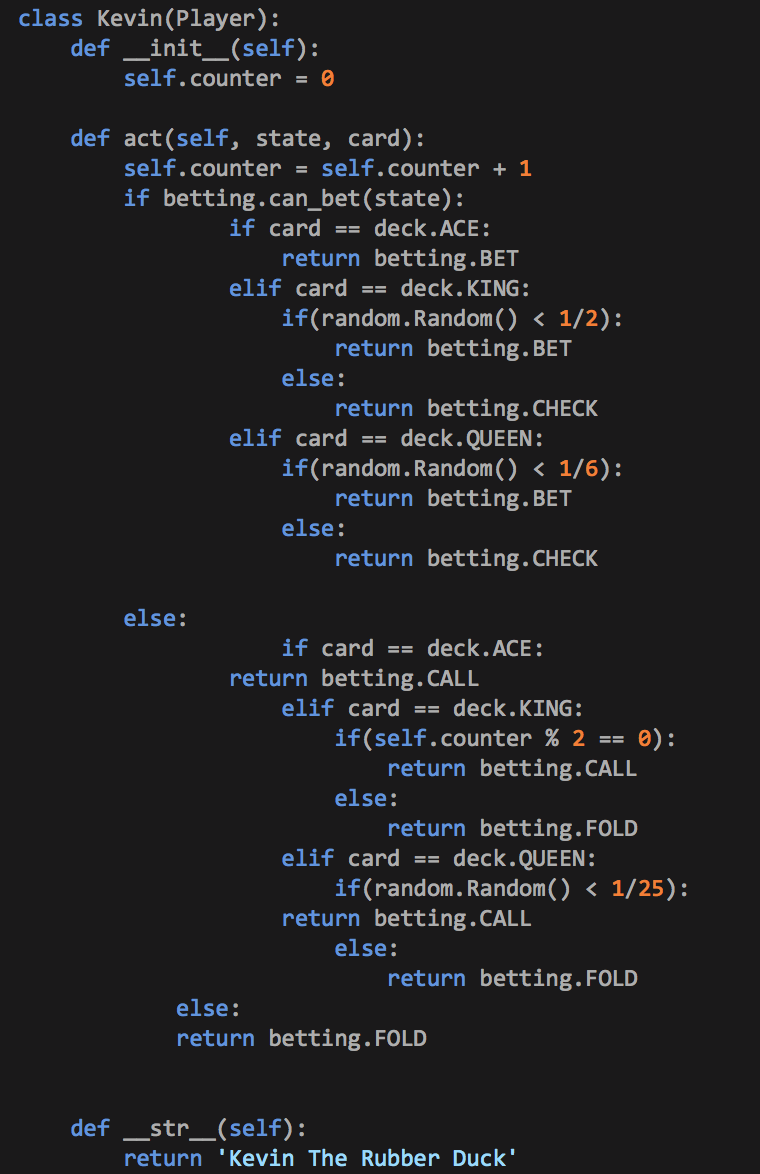 class Kevin(Player):
    def __init__(self):
        self.counter = 0

    def act(self, state, card):
        self.counter = self.counter + 1
        if betting.can_bet(state):
                if card == deck.ACE:
                    return betting.BET
                elif card == deck.KING:
                    if(random.Random() < 1/2):
                        return betting.BET
                    else:
                        return betting.CHECK
                elif card == deck.QUEEN:
                    if(random.Random() < 1/6):
                        return betting.BET
                    else:
                        return betting.CHECK

        else:
                    if card == deck.ACE:
                return betting.CALL
                    elif card == deck.KING:
                        if(self.counter % 2 == 0):
                            return betting.CALL
                        else:
                            return betting.FOLD
                    elif card == deck.QUEEN:
                        if(random.Random() < 1/25):
                    return betting.CALL
                        else:
                            return betting.FOLD
            else:
            return betting.FOLD


    def __str__(self):
        return 'Kevin The Rubber Duck'